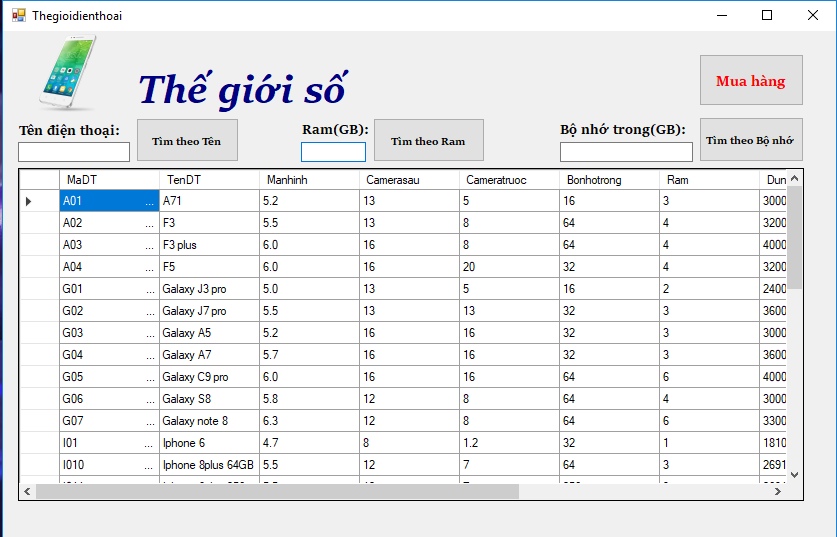 Thegioidienthoai
Thế giới số
Mua hàng
Tên điện thoại: Tìm theo Tên Ram(GB): Tìm theo Ram Bộ nhớ trong(GB): Tìm theo Bộ nhớ
MaDT TenDT Manhinh Camerasau Cameratruoc Bonhotrong Ram Dun
A01 ... A71 5.2 13 5 16 3 3000
A02 ... F3 5.5 13 8 64 4 3200
A03 ... F3 plus 6.0 16 8 64 4 4000
A04 ... F5 6.0 16 20 32 4 3200
G01 ... Galaxy J3 pro 5.0 13 5 16 2 2400
G02 ... Galaxy J7 pro 5.5 13 13 32 3 3600
G03 ... Galaxy A5 5.2 16 16 32 3 3000
G04 ... Galaxy A7 5.7 16 16 32 3 3600
G05 ... Galaxy C9 pro 6.0 16 16 64 6 4000
G06 ... Galaxy S8 5.8 12 8 64 4 3000
G07 ... Galaxy note 8 6.3 12 8 64 6 3300
I01 ... Iphone 6 4.7 8 1.2 32 1 1810
I010 ... Iphone 8plus 64GB 5.5 12 7 64 3 2691